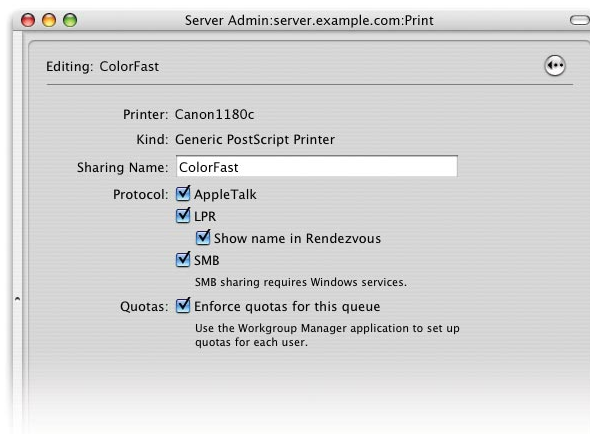 Server Admin:server.example.com:Print
Editing: ColorFast
Printer: Canon1180c
Kind: Generic PostScript Printer
Sharing Name: ColorFast
Protocol: AppleTalk
LPR
Show name in Rendezvous
SMB
SMB sharing requires Windows services.
Quotas: Enforce quotas for this queue
Use the Workgroup Manager application to set up
quotas for each user.